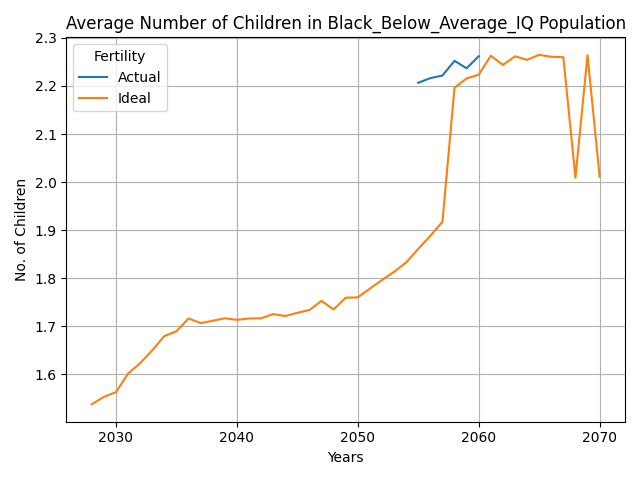 Average Number of Children in Black_Below_Average_IQ Population
Fertility
Actual
Ideal
No. of Children
2.3
2.2
2.1
2.0
1.9
1.8
1.7
1.6
2030 2040 2050 2060 2070
Years